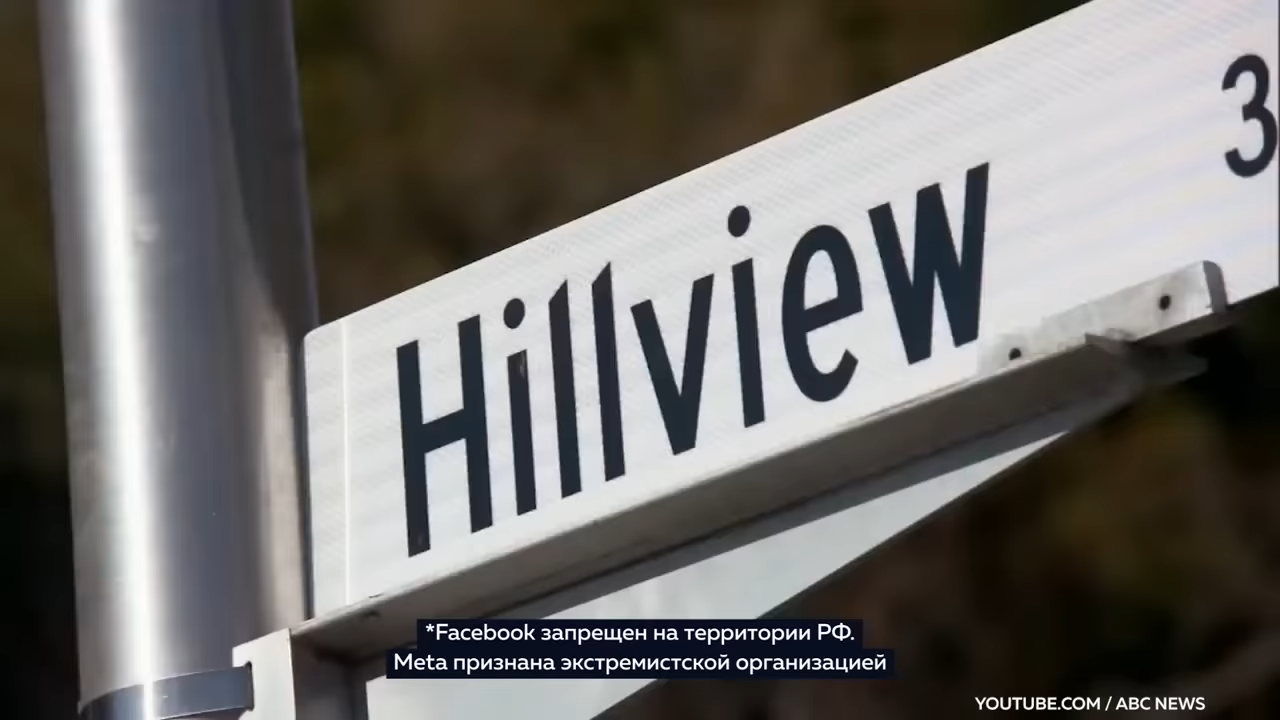 3
Hillview
*Facebook запрещен на территории РФ.
Meta признана экстремистской организацией
YOUTUBE.COM / ABC NEWS